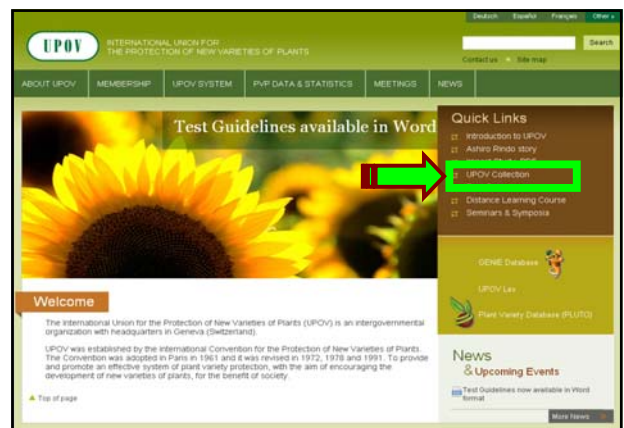 Deutsch Español Français Other
UPOV
INTERNATIONAL UNION FOR
THE PROTECTION OF NEW VARIETIES OF PLANTS
Search
Contact us Site map
ABOUT UPOV MEMBERSHIP UPOV SYSTEM PVP DATA & STATISTICS MEETINGS NEWS
Test Guidelines available in Word
Quick Links
Introduction to UPOV
Ashiro Rindo story
UPOV Collection
Distance Learning Course
Seminars & Symposia
GENIE Database
UPOV Lex
Plant Variety Database (PLUTO)
Welcome
The International Union for the Protection of New Varieties of Plants (UPOV) is an intergovernmental
organization with headquarters in Geneva (Switzerland).
UPOV was established by the International Convention for the Protection of New Varieties of Plants.
The Convention was adopted in Paris in 1961 and it was revised in 1972, 1978 and 1991. To provide
and promote an effective system of plant variety protection, with the aim of encouraging the
development of new varieties of plants, for the benefit of society.
Top of page
News
& Upcoming Events
Test Guidelines now available in Word
format
More News